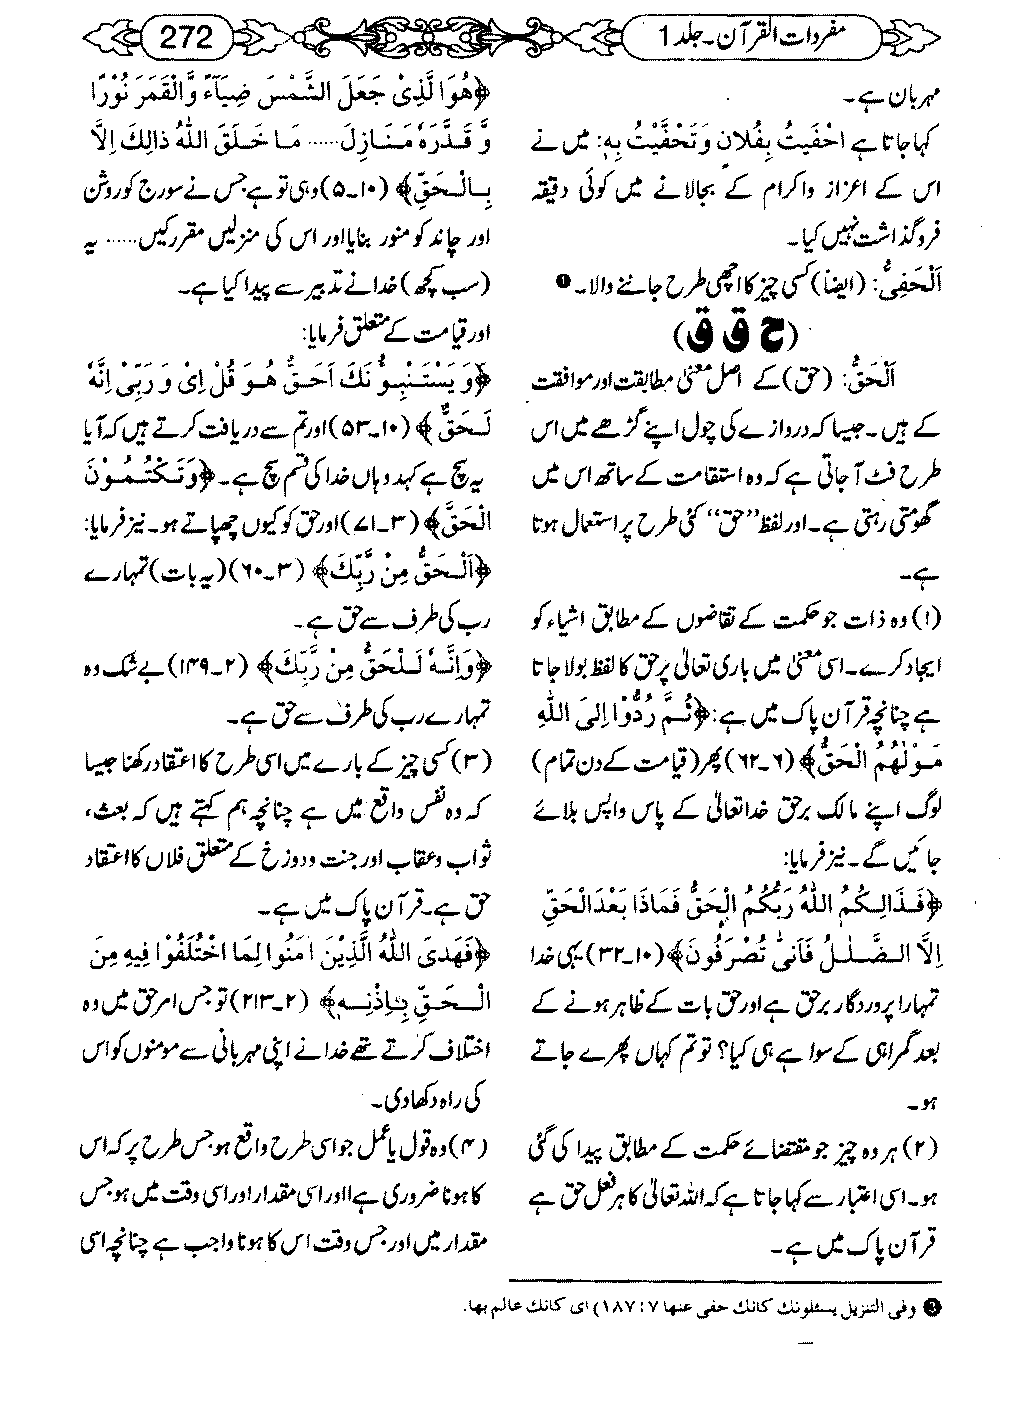 مفردات القرآن۔جلد 1
272
مہربان ہے۔
کہا جاتا ہے اَحْفَیْتُ بِفُلَانٍ وَتَحَفَّیْتُ بِهٖ: میں نے
اس کے اعزاز واکرام کے بجالانے میں کوئی دقیقہ
فروگذاشت نہیں کیا۔
اَلْحَفِیُّ: (ایضاً) کسی چیز کا اچھی طرح جاننے والا۔❶
(ح ق ق)
اَلْحَقُّ: (حق) کے اصل معنی مطابقت اور موافقت
کے ہیں۔جیسا کہ دروازے کی چول اپنے گڑھے میں اس
طرح فٹ آجاتی ہے کہ وہ استقامت کے ساتھ اس میں
گھومتی رہتی ہے۔اور لفظ ”حق“ کئی طرح پر استعمال ہوتا
ہے۔
(۱) وہ ذات جو حکمت کے تقاضوں کے مطابق اشیاء کو
ایجاد کرے۔اسی معنی میں باری تعالیٰ پر حق کا لفظ بولا جاتا
ہے چنانچہ قرآن پاک میں ہے: ﴿ثُمَّ رُدُّوْا اِلَی اللّٰهِ
مَوْلٰهُمُ الْحَقُّ﴾ (۶۔۶۲) پھر (قیامت کے دن تمام)
لوگ اپنے مالک برحق خدا تعالیٰ کے پاس واپس بلائے
جائیں گے۔نیز فرمایا:
﴿فَذَالِکُمُ اللّٰهُ رَبُّکُمُ الْحَقُّ فَمَاذَا بَعْدَ الْحَقِّ
اِلَّا الضَّلٰلُ فَاَنّٰی تُصْرَفُوْنَ﴾ (۱۰۔۳۲) یہی خدا
تمہارا پروردگار برحق ہے اور حق بات کے ظاہر ہونے کے
بعد گمراہی کے سوا ہے ہی کیا؟ تو تم کہاں پھرے جاتے
ہو۔
(۲) ہر وہ چیز جو مقتضائے حکمت کے مطابق پیدا کی گئی
ہو۔اسی اعتبار سے کہا جاتا ہے کہ اللہ تعالیٰ کا ہر فعل حق ہے
قرآن پاک میں ہے۔
﴿هُوَا لَّذِیْ جَعَلَ الشَّمْسَ ضِیَآءً وَّالْقَمَرَ نُوْرًا
وَّ قَدَّرَهٗ مَنَازِلَ...... مَا خَلَقَ اللّٰهُ ذَالِكَ اِلَّا
بِالْحَقِّ﴾ (۱۰۔۵) وہی تو ہے جس نے سورج کو روشن
اور چاند کو منور بنایا اور اس کی منزلیں مقرر کیں...... یہ
(سب کچھ) خدا نے تدبیر سے پیدا کیا ہے۔
اور قیامت کے متعلق فرمایا:
﴿وَ یَسْتَنْبِئُوْ نَكَ اَحَقٌّ هُوَ قُلْ اِیْ وَ رَبِّیْ اِنَّهٗ
لَحَقٌّ﴾ (۱۰۔۵۳) اور تم سے دریافت کرتے ہیں کہ آیا
یہ سچ ہے کہدو ہاں خدا کی قسم سچ ہے۔﴿وَتَکْتُمُوْنَ
الْحَقَّ﴾ (۳۔۷۱) اور حق کو کیوں چھپاتے ہو۔نیز فرمایا:
﴿اَلْحَقُّ مِنْ رَّبِّكَ﴾ (۳۔۶۰) (یہ بات) تمہارے
رب کی طرف سے حق ہے۔
﴿وَاِنَّهٗ لَلْحَقُّ مِنْ رَّبِّكَ﴾ (۲۔۱۴۹) بے شک وہ
تمہارے رب کی طرف سے حق ہے۔
(۳) کسی چیز کے بارے میں اسی طرح کا اعتقاد رکھنا جیسا
کہ وہ نفس واقع میں ہے چنانچہ ہم کہتے ہیں کہ بعث،
ثواب وعقاب اور جنت ودوزخ کے متعلق فلاں کا اعتقاد
حق ہے۔قرآن پاک میں ہے۔
﴿فَهَدَی اللّٰهُ الَّذِیْنَ اٰمَنُوْا لِمَا اخْتَلَفُوْا فِیهِ مِنَ
الْحَقِّ بِاِذْنِهٖ﴾ (۲۔۲۱۳) تو جس امر حق میں وہ
اختلاف کرتے تھے خدا نے اپنی مہربانی سے مومنوں کو اس
کی راہ دکھادی۔
(۴) وہ قول یا عمل جو اسی طرح واقع ہو جس طرح پر کہ اس
کا ہونا ضروری ہے ااور اسی مقدار اور اسی وقت میں ہو جس
مقدار میں اور جس وقت اس کا ہونا واجب ہے چنانچہ اسی
❸ وفی التنزیل یسئلونك کانك حفی عنها ۷: ۱۸۷) ای کانك عالم بها.